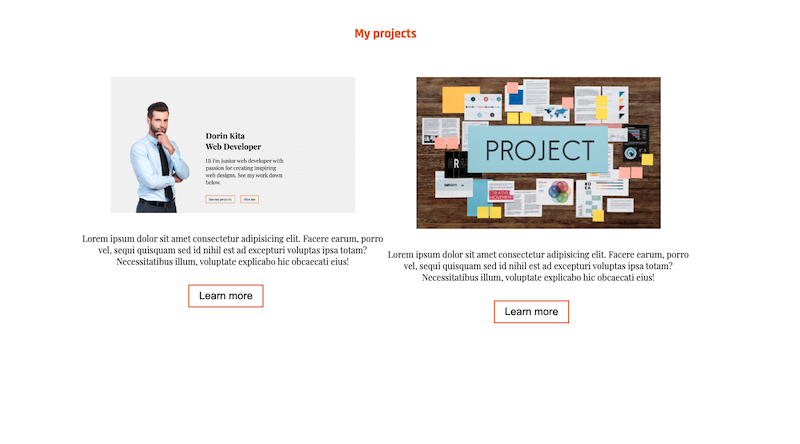 My projects
Dorin Kita
Web Developer
Hi i'm junior web developer with
passion for creating inspiring
web designs. See my work down
below.
See my projects
Hire me
PROJECT
Lorem ipsum dolor sit amet consectetur adipisicing elit. Facere earum, porro
vel, sequi quisquam sed id nihil est ad excepturi voluptas ipsa totam?
Necessitatibus illum, voluptate explicabo hic obcaecati eius!
Learn more
Lorem ipsum dolor sit amet consectetur adipisicing elit. Facere earum, porro
vel, sequi quisquam sed id nihil est ad excepturi voluptas ipsa totam?
Necessitatibus illum, voluptate explicabo hic obcaecati eius!
Learn more